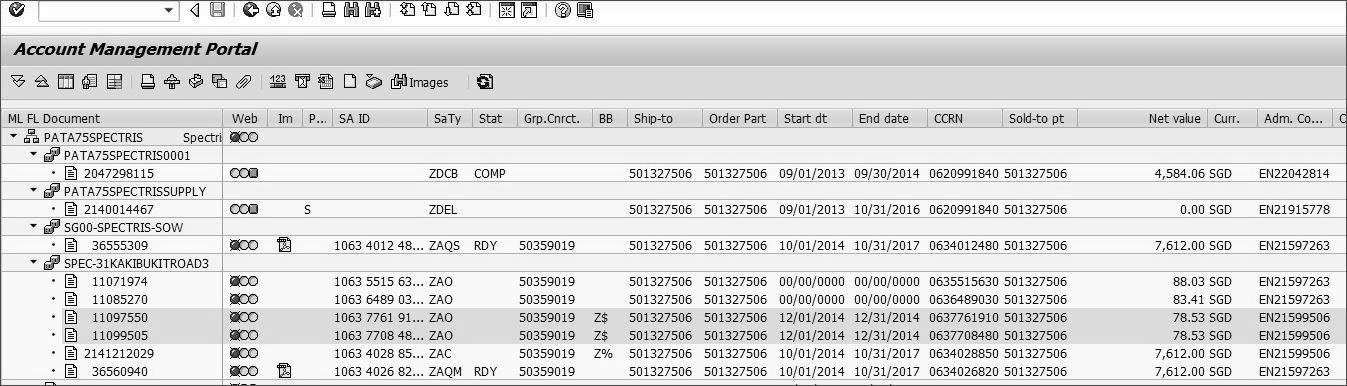 Account Management Portal
Images
ML FL Document Web Im P... SA ID SaTy Stat Grp.Cnrct. BB Ship-to Order Part Start dt End date CCRN Sold-to pt Net value Curr. Adm. Co...
PATA75SPECTRIS Spectri
PATA75SPECTRIS0001
2047298115 ZDCB COMP 501327506 501327506 09/01/2013 09/30/2014 0620991840 501327506 4,584.06 SGD EN22042814
PATA75SPECTRISSUPPLY
2140014467 S ZDEL 501327506 501327506 09/01/2013 10/31/2016 0620991840 501327506 0.00 SGD EN21915778
SG00-SPECTRIS-SOW
36555309 1063 4012 48... ZAQS RDY 50359019 501327506 501327506 10/01/2014 10/31/2017 0634012480 501327506 7,612.00 SGD EN21597263
SPEC-31KAKIBUKITROAD3
11071974 1063 5515 63... ZAO 50359019 501327506 501327506 00/00/0000 00/00/0000 0635515630 501327506 88.03 SGD EN21597263
11085270 1063 6489 03... ZAO 50359019 501327506 501327506 00/00/0000 00/00/0000 0636489030 501327506 83.41 SGD EN21597263
11097550 1063 7761 91... ZAO 50359019 Z$ 501327506 501327506 12/01/2014 12/31/2014 0637761910 501327506 78.53 SGD EN21599506
11099505 1063 7708 48... ZAO 50359019 Z$ 501327506 501327506 12/01/2014 12/31/2014 0637708480 501327506 78.53 SGD EN21599506
2141212029 1063 4028 85... ZAC 50359019 Z% 501327506 501327506 10/01/2014 10/31/2017 0634028850 501327506 7,612.00 SGD EN21599506
36560940 1063 4026 82... ZAQM RDY 50359019 501327506 501327506 10/01/2014 10/31/2017 0634026820 501327506 7,612.00 SGD EN21597263